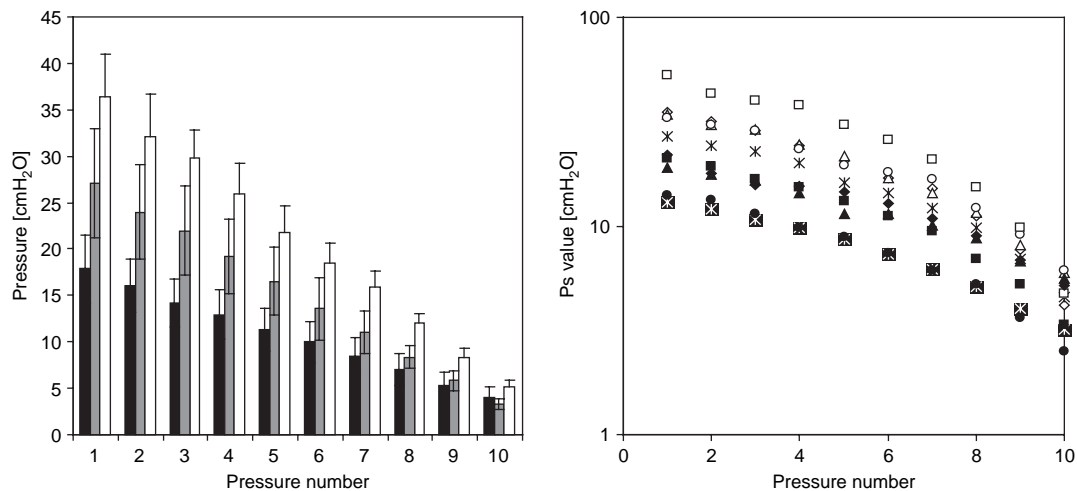 45
40
35
30
25
20
15
10
5
0
Pressure [cmH₂O]
1 2 3 4 5 6 7 8 9 10
Pressure number
100
10
1
Ps value [cmH₂O]
0 2 4 6 8 10
Pressure number